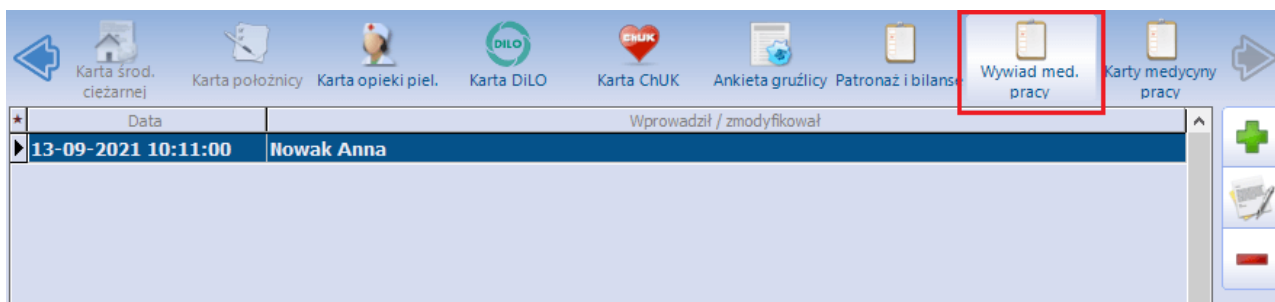 Karta środ.
ciężarnej
Karta położnicy
Karta opieki piel.
DiLO
Karta DiLO
ChUK
Karta ChUK
Ankieta gruźlicy
Patronaż i bilanse
Wywiad med.
pracy
Karty medycyny
pracy
Data
Wprowadził / zmodyfikował
13-09-2021 10:11:00
Nowak Anna